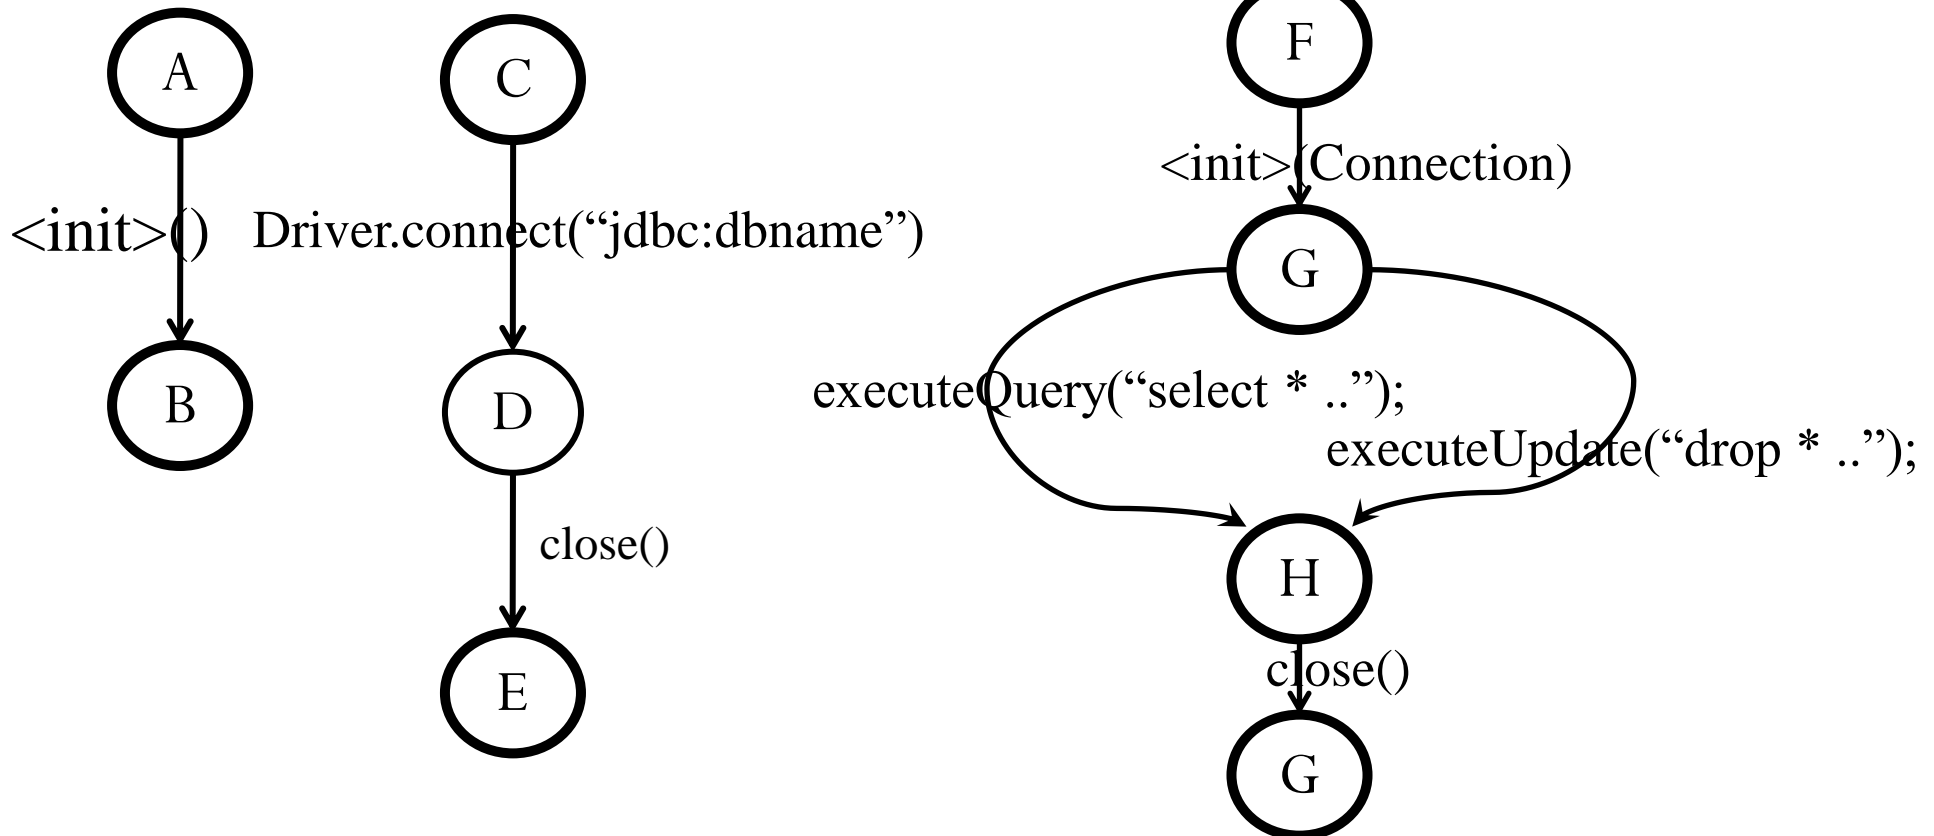 A
<init>()
B
C
Driver.connect(“jdbc:dbname”)
D
close()
E
F
<init>(Connection)
G
executeQuery(“select * ..”);
executeUpdate(“drop * ..”);
H
close()
G